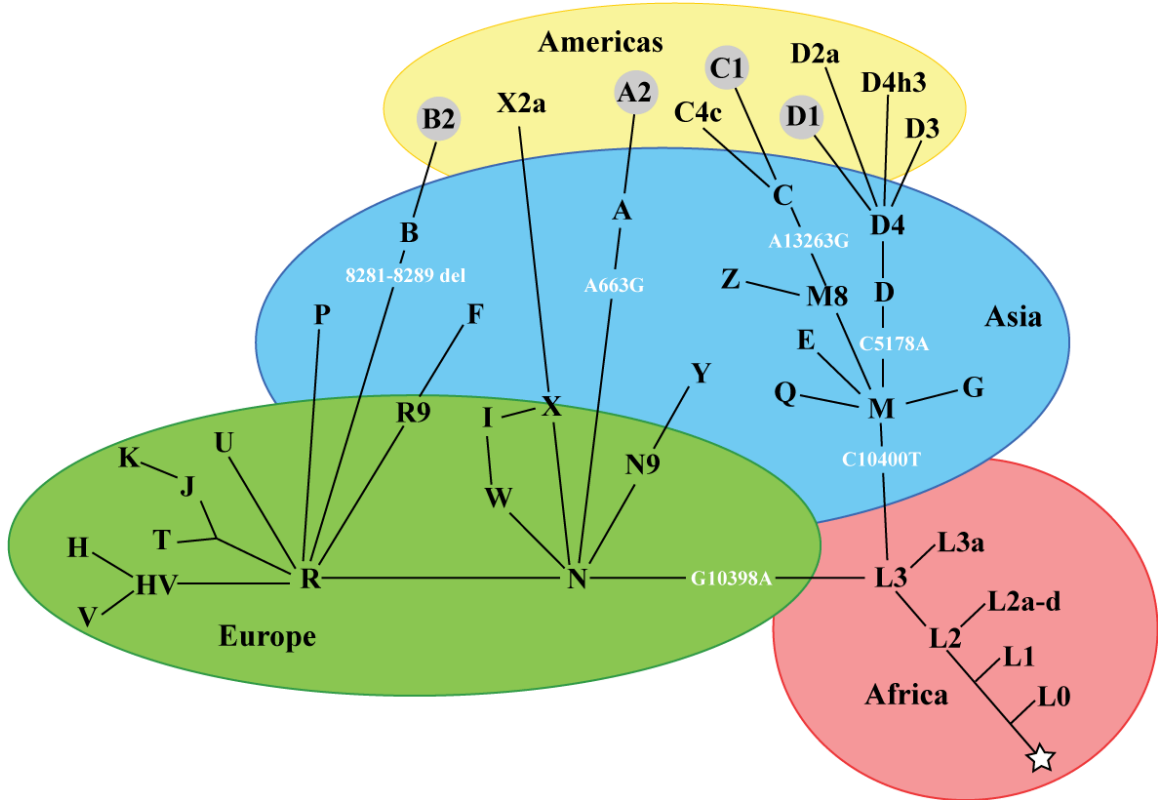 Americas
D2a
C1
D4h3
A2
X2a
C4c
D1
B2
D3
C
A
D4
B
A13263G
8281-8289 del
A663G
Z
M8
D
P
F
Asia
E
C5178A
Y
Q
M
G
R9
I
X
U
K
N9
C10400T
J
W
T
H
L3a
HV
R
N
G10398A
L3
L2a-d
V
Europe
L2
L1
Africa
L0